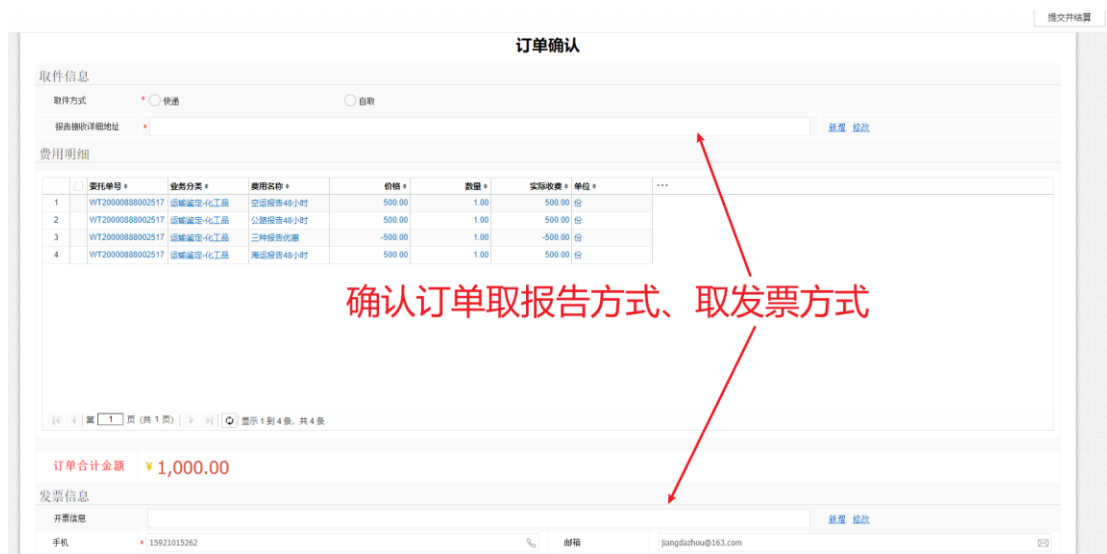 提交并结算
订单确认
取件信息
取件方式 * 快递 自取
报告接收详细地址 * 新增 修改
费用明细
委托单号 业务分类 费用名称 价格 数量 实际收费 单位 ...
1 WT20000888002517 运输鉴定-化工品 空运报告48小时 500.00 1.00 500.00 份
2 WT20000888002517 运输鉴定-化工品 公路报告48小时 500.00 1.00 500.00 份
3 WT20000888002517 运输鉴定-化工品 三种报告优惠 -500.00 1.00 -500.00 份
4 WT20000888002517 运输鉴定-化工品 海运报告48小时 500.00 1.00 500.00 份
确认订单取报告方式、取发票方式
第 1 页 (共 1 页) 显示 1 到 4 条, 共 4 条
订单合计金额 ¥ 1,000.00
发票信息
开票信息 新增 修改
手机 * 15921015262 邮箱 jiangdazhou@163.com